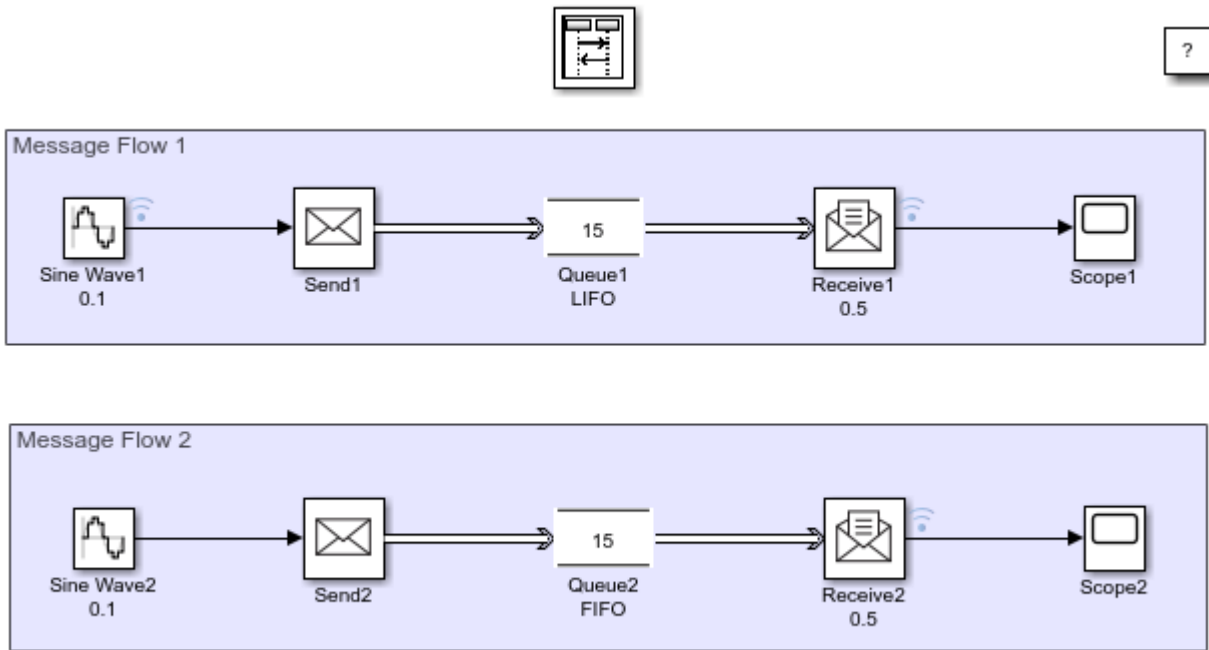 ?
Message Flow 1
15
Sine Wave1
0.1
Send1
Queue1
LIFO
Receive1
0.5
Scope1
Message Flow 2
15
Sine Wave2
0.1
Send2
Queue2
FIFO
Receive2
0.5
Scope2